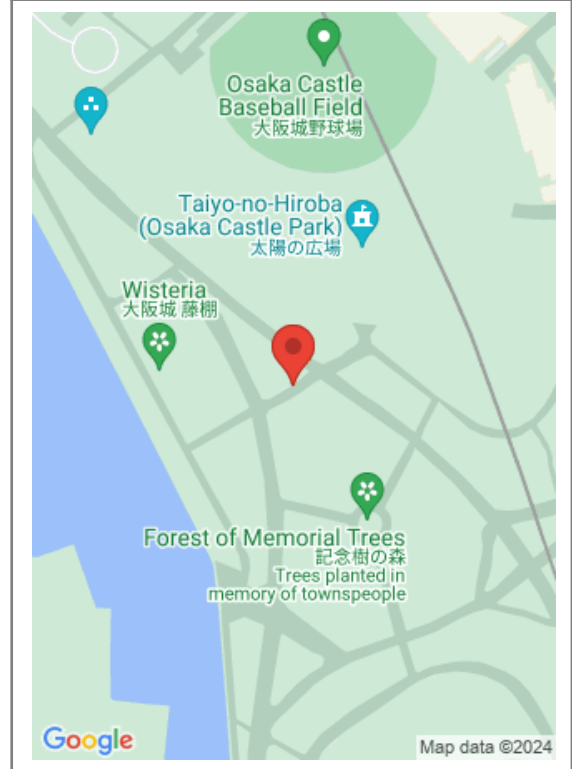 Osaka Castle
Baseball Field
大阪城野球場
Taiyo-no-Hiroba
(Osaka Castle Park)
太陽の広場
Wisteria
大阪城 藤棚
Forest of Memorial Trees
記念樹の森
Trees planted in
memory of townspeople
Google
Map data ©2024